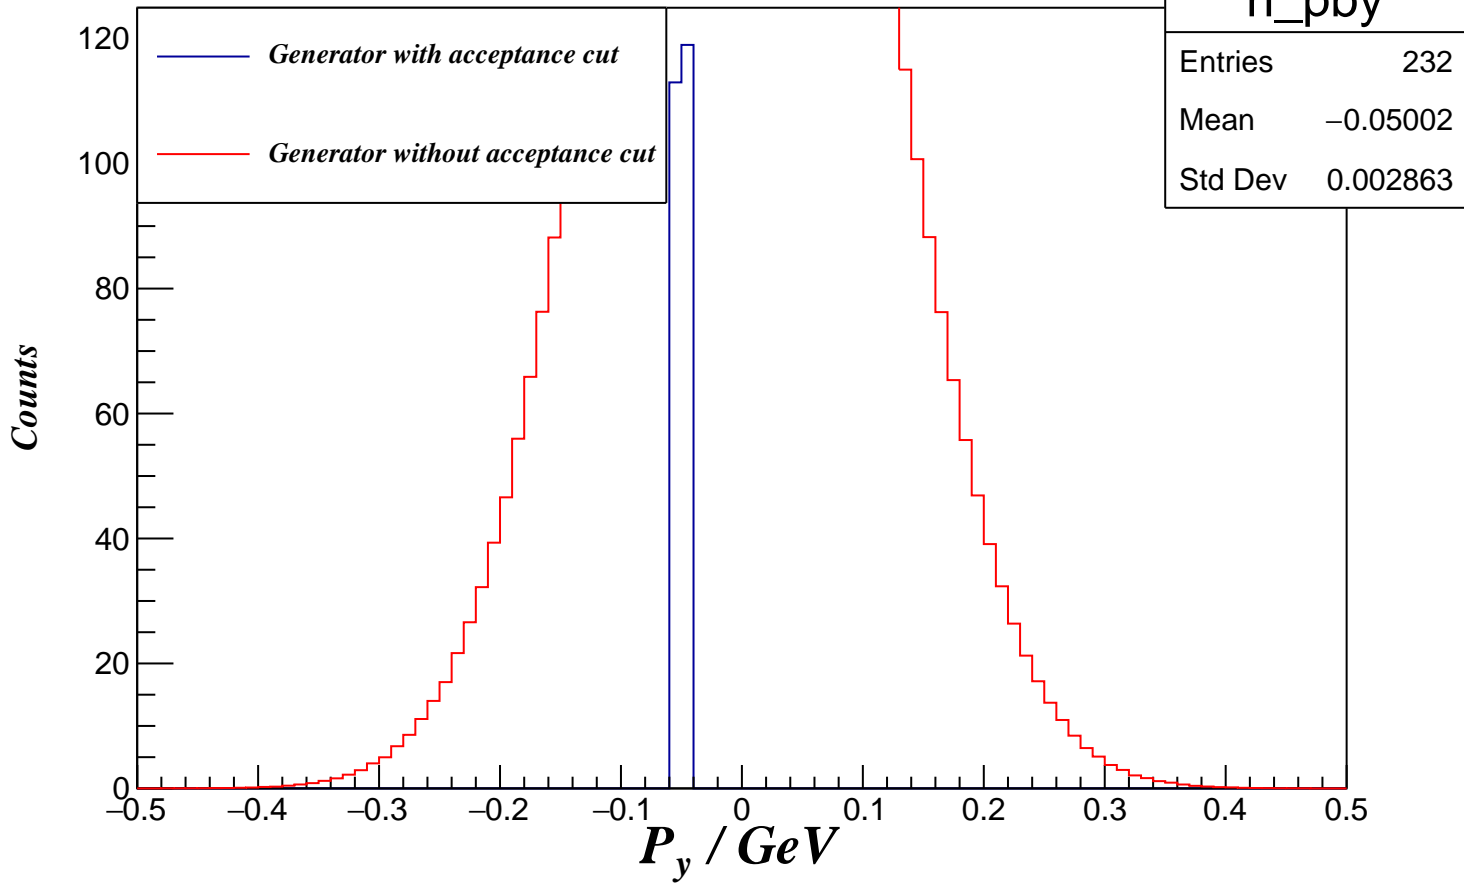 h_pby
Entries 232
Mean −0.05002
Std Dev 0.002863
Generator with acceptance cut
Generator without acceptance cut
120
100
80
60
40
20
0
Counts
−0.5 −0.4 −0.3 −0.2 −0.1 0 0.1 0.2 0.3 0.4 0.5
P_y / GeV